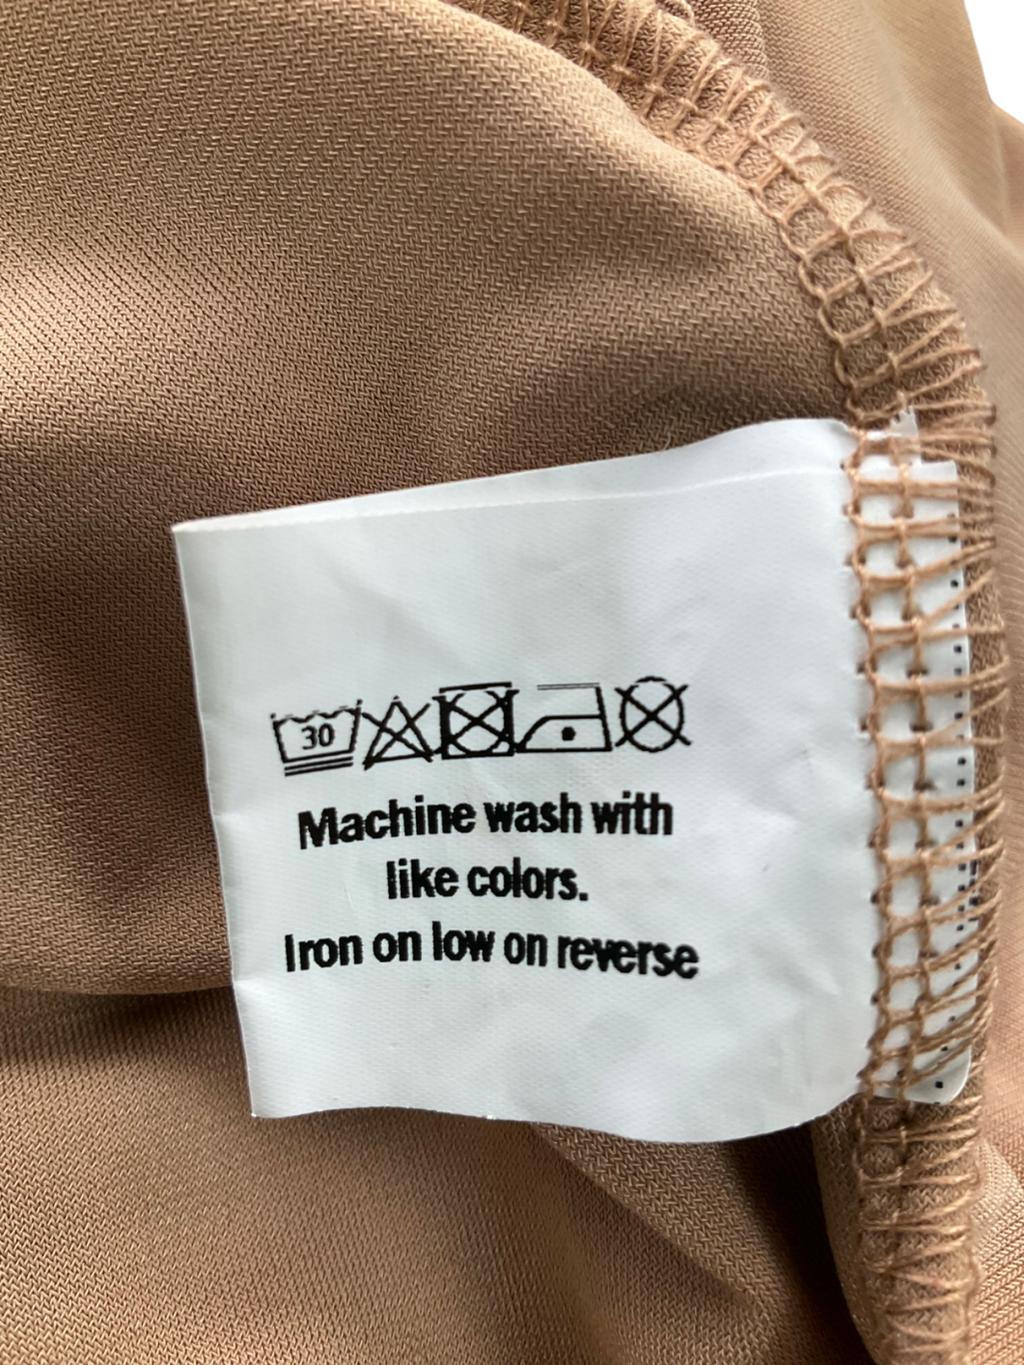 30
Machine wash with
like colors.
Iron on low on reverse